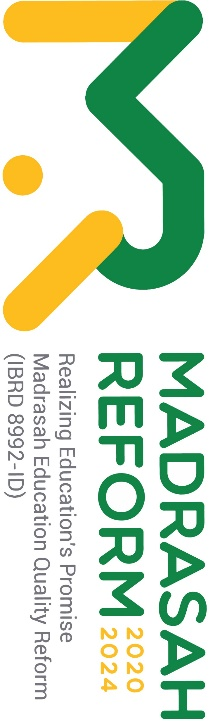 MADRASAH
REFORM 2020
2024
Realizing Education's Promise
Madrasah Education Quality Reform
(IBRD 8992-ID)